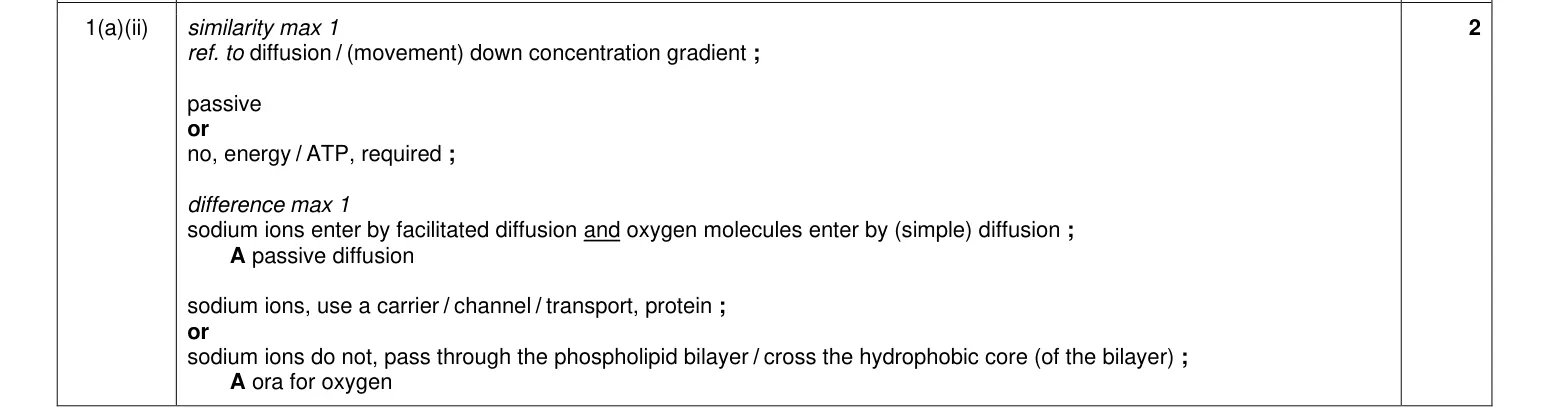 1(a)(ii) similarity max 1 2
ref. to diffusion / (movement) down concentration gradient ;
passive
or
no, energy / ATP, required ;
difference max 1
sodium ions enter by facilitated diffusion and oxygen molecules enter by (simple) diffusion ;
A passive diffusion
sodium ions, use a carrier / channel / transport, protein ;
or
sodium ions do not, pass through the phospholipid bilayer / cross the hydrophobic core (of the bilayer) ;
A ora for oxygen